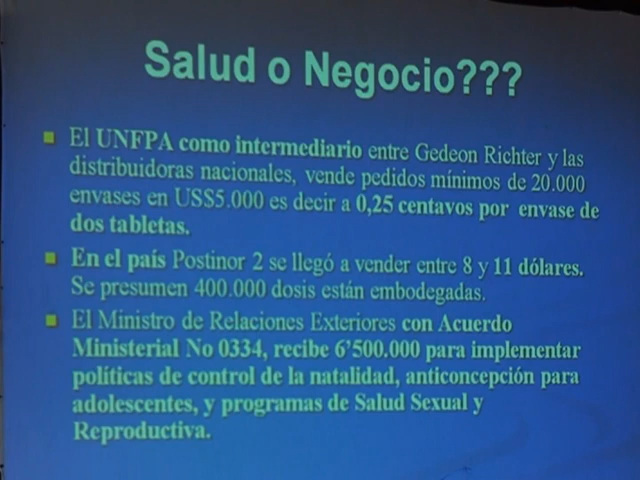 Salud o Negocio???
El UNFPA como intermediario entre Gedeon Richter y las
distribuidoras nacionales, vende pedidos mínimos de 20.000
envases en US$5.000 es decir a 0,25 centavos por envase de
dos tabletas.
En el país Postinor 2 se llegó a vender entre 8 y 11 dólares.
Se presumen 400.000 dosis están embodegadas.
El Ministro de Relaciones Exteriores con Acuerdo
Ministerial No 0334, recibe 6’500.000 para implementar
políticas de control de la natalidad, anticoncepción para
adolescentes, y programas de Salud Sexual y
Reproductiva.